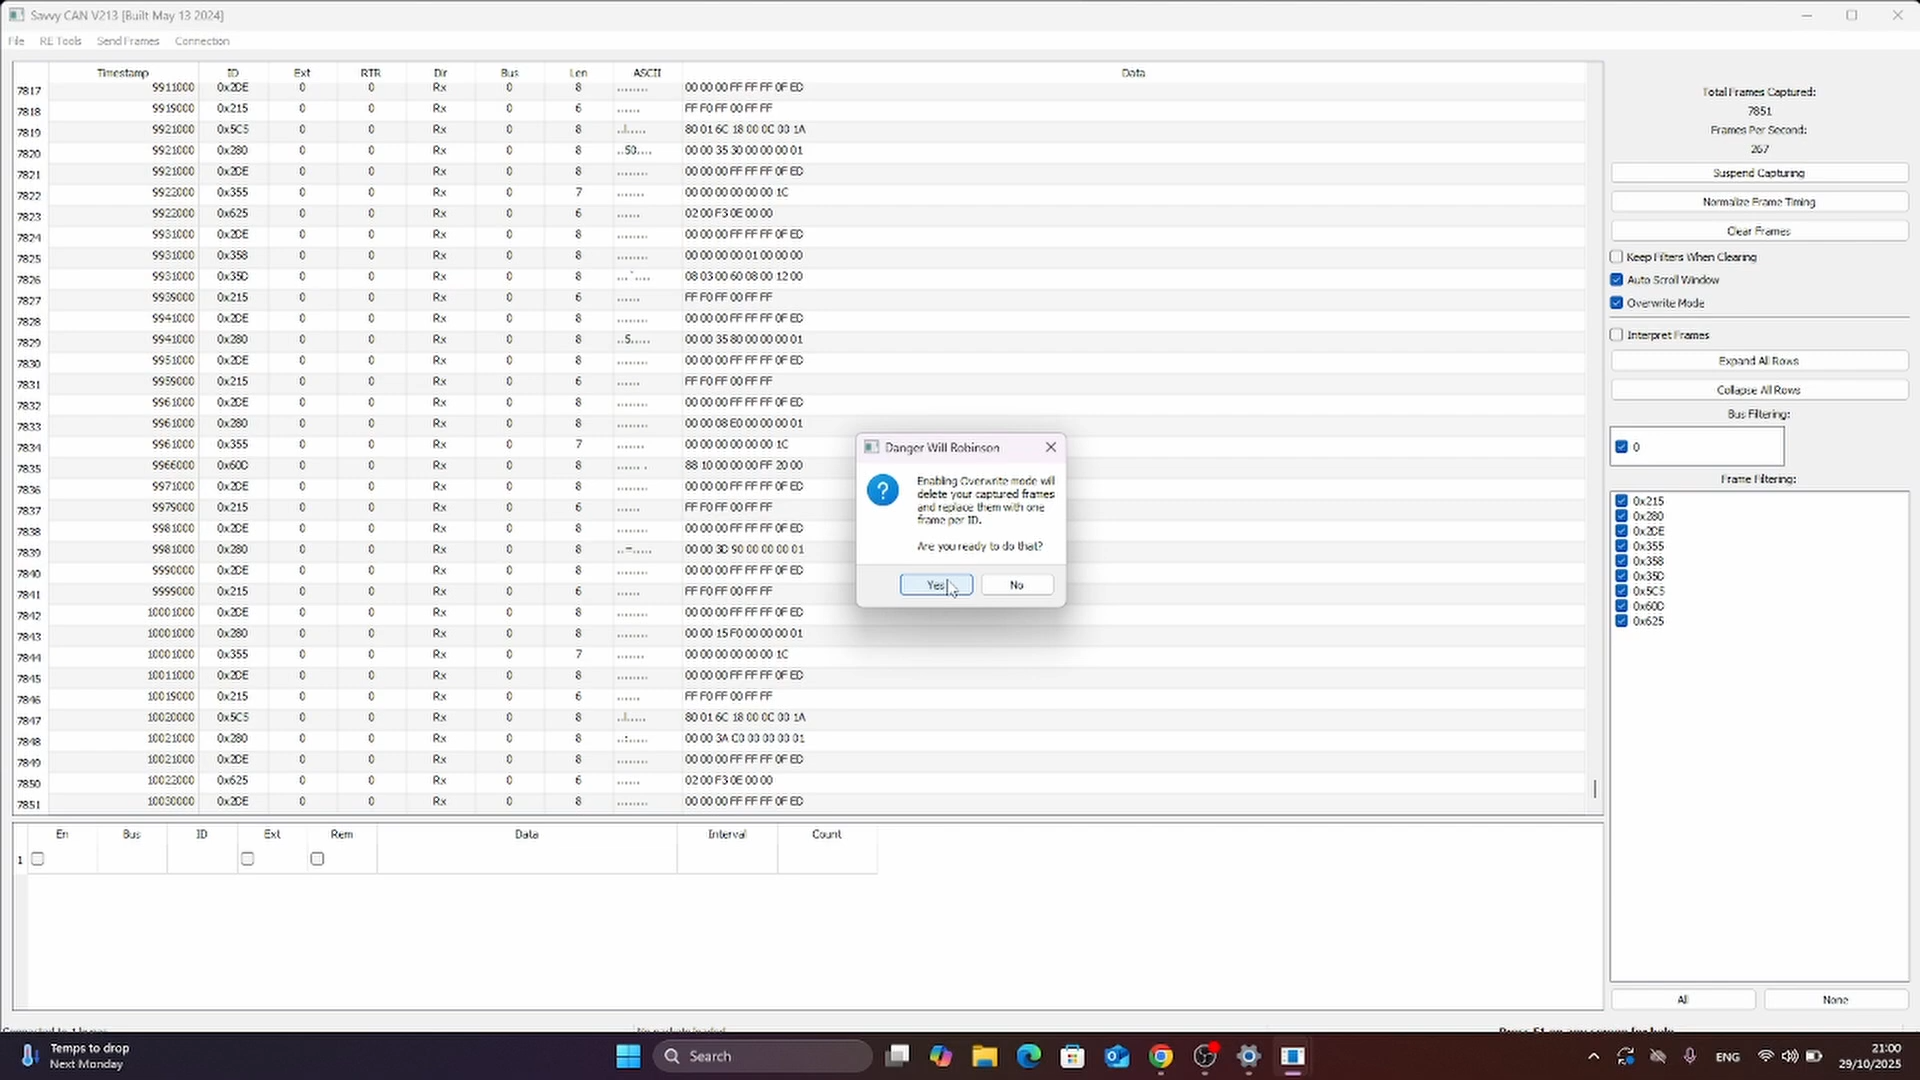 Savvy CAN V213 [Built May 13 2024]
File RE Tools Send Frames Connection
Timestamp ID Ext RTR Dir Bus Len ASCII Data
7817 9911000 0x2DE 0 0 Rx 0 8 ........ 00 00 00 FF FF FF 0F ED
7818 9919000 0x215 0 0 Rx 0 6 ...... FF F0 FF 00 FF FF
7819 9921000 0x5C5 0 0 Rx 0 8 ..l..... 80 01 6C 18 00 0C 00 1A
7820 9921000 0x280 0 0 Rx 0 8 ..50.... 00 00 35 30 00 00 00 01
7821 9921000 0x2DE 0 0 Rx 0 8 ........ 00 00 00 FF FF FF 0F ED
7822 9922000 0x355 0 0 Rx 0 7 ....... 00 00 00 00 00 00 1C
7823 9922000 0x625 0 0 Rx 0 6 ...... 02 00 F3 0E 00 00
7824 9931000 0x2DE 0 0 Rx 0 8 ........ 00 00 00 FF FF FF 0F ED
7825 9931000 0x358 0 0 Rx 0 8 ........ 00 00 00 00 01 00 00 00
7826 9931000 0x35D 0 0 Rx 0 8 ...`.... 08 03 00 60 08 00 12 00
7827 9939000 0x215 0 0 Rx 0 6 ...... FF F0 FF 00 FF FF
7828 9941000 0x2DE 0 0 Rx 0 8 ........ 00 00 00 FF FF FF 0F ED
7829 9941000 0x280 0 0 Rx 0 8 ..5..... 00 00 35 80 00 00 00 01
7830 9951000 0x2DE 0 0 Rx 0 8 ........ 00 00 00 FF FF FF 0F ED
7831 9959000 0x215 0 0 Rx 0 6 ...... FF F0 FF 00 FF FF
7832 9961000 0x2DE 0 0 Rx 0 8 ........ 00 00 00 FF FF FF 0F ED
7833 9961000 0x280 0 0 Rx 0 8 ........ 00 00 08 E0 00 00 00 01
7834 9961000 0x355 0 0 Rx 0 7 ....... 00 00 00 00 00 00 1C
7835 9966000 0x60D 0 0 Rx 0 8 ...... . 88 10 00 00 00 FF 20 00
7836 9971000 0x2DE 0 0 Rx 0 8 ........ 00 00 00 FF FF FF 0F ED
7837 9979000 0x215 0 0 Rx 0 6 ...... FF F0 FF 00 FF FF
7838 9981000 0x2DE 0 0 Rx 0 8 ........ 00 00 00 FF FF FF 0F ED
7839 9981000 0x280 0 0 Rx 0 8 ..=..... 00 00 3D 90 00 00 00 01
7840 9990000 0x2DE 0 0 Rx 0 8 ........ 00 00 00 FF FF FF 0F ED
7841 9999000 0x215 0 0 Rx 0 6 ...... FF F0 FF 00 FF FF
7842 10001000 0x2DE 0 0 Rx 0 8 ........ 00 00 00 FF FF FF 0F ED
7843 10001000 0x280 0 0 Rx 0 8 ........ 00 00 15 F0 00 00 00 01
7844 10001000 0x355 0 0 Rx 0 7 ....... 00 00 00 00 00 00 1C
7845 10011000 0x2DE 0 0 Rx 0 8 ........ 00 00 00 FF FF FF 0F ED
7846 10019000 0x215 0 0 Rx 0 6 ...... FF F0 FF 00 FF FF
7847 10020000 0x5C5 0 0 Rx 0 8 ..l..... 80 01 6C 18 00 0C 00 1A
7848 10021000 0x280 0 0 Rx 0 8 ..:..... 00 00 3A C0 00 00 00 01
7849 10021000 0x2DE 0 0 Rx 0 8 ........ 00 00 00 FF FF FF 0F ED
7850 10022000 0x625 0 0 Rx 0 6 ...... 02 00 F3 0E 00 00
7851 10030000 0x2DE 0 0 Rx 0 8 ........ 00 00 00 FF FF FF 0F ED
Danger Will Robinson
Enabling Overwrite mode will
delete your captured frames
and replace them with one
frame per ID.
Are you ready to do that?
Yes No
Total Frames Captured:
7851
Frames Per Second:
267
Suspend Capturing
Normalize Frame Timing
Clear Frames
Keep Filters When Clearing
Auto Scroll Window
Overwrite Mode
Interpret Frames
Expand All Rows
Collapse All Rows
Bus Filtering:
0
Frame Filtering:
0x215
0x280
0x2DE
0x355
0x358
0x35D
0x5C5
0x60D
0x625
All None
En Bus ID Ext Rem Data Interval Count
1
Temps to drop
Next Monday
Search
ENG
21:00
29/10/2025